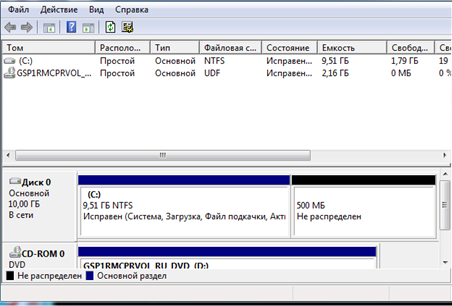 Файл Действие Вид Справка
Том Располо... Тип Файловая с... Состояние Емкость Свобод... Све
(C:) Простой Основной NTFS Исправен... 9,51 ГБ 1,79 ГБ 19
GSP1RMCPRVOL_... Простой Основной UDF Исправен... 2,16 ГБ 0 МБ 0 %
Диск 0
Основной
10,00 ГБ
В сети
(C:)
9,51 ГБ NTFS
Исправен (Система, Загрузка, Файл подкачки, Акти
500 МБ
Не распределен
CD-ROM 0
DVD
GSP1RMCPRVOL_RU_DVD (D:)
Не распределен Основной раздел